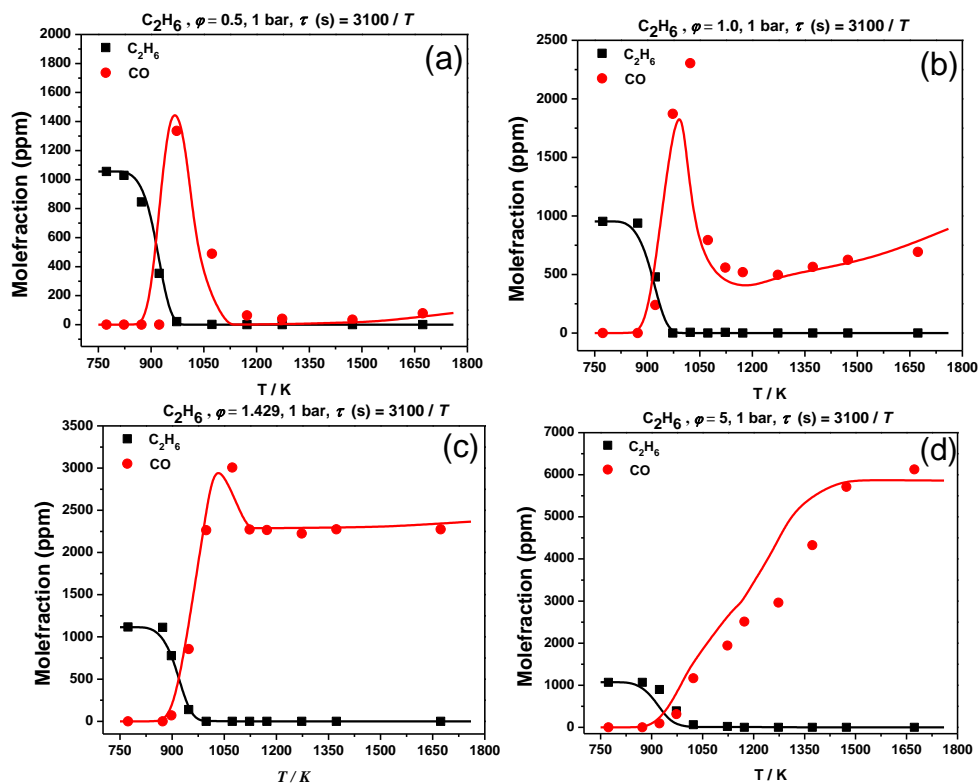 C₂H₆ , φ = 0.5, 1 bar, τ (s) = 3100 / T
(a)
C₂H₆
CO
Molefraction (ppm)
2000
1800
1600
1400
1200
1000
800
600
400
200
0
750 900 1050 1200 1350 1500 1650 1800
T / K
C₂H₆ , φ = 1.0, 1 bar, τ (s) = 3100 / T
(b)
C₂H₆
CO
Molefraction (ppm)
2500
2000
1500
1000
500
0
750 900 1050 1200 1350 1500 1650 1800
T / K
C₂H₆ , φ = 1.429, 1 bar, τ (s) = 3100 / T
(c)
C₂H₆
CO
Molefraction (ppm)
3500
3000
2500
2000
1500
1000
500
0
750 900 1050 1200 1350 1500 1650 1800
T / K
C₂H₆ , φ = 5, 1 bar, τ (s) = 3100 / T
(d)
C₂H₆
CO
Molefraction (ppm)
7000
6000
5000
4000
3000
2000
1000
0
750 900 1050 1200 1350 1500 1650 1800
T / K